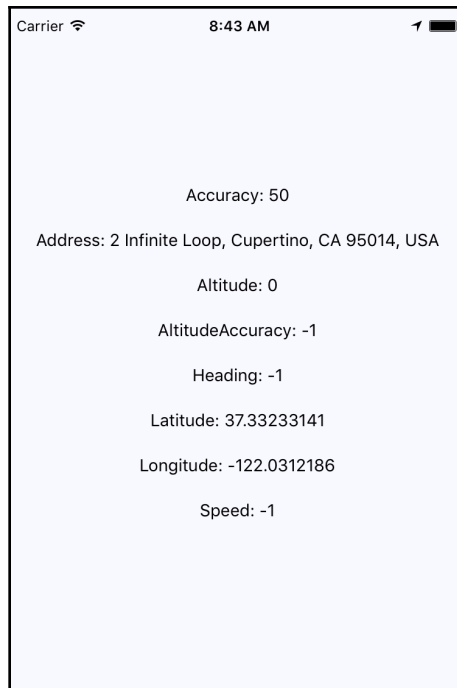 Carrier 8:43 AM
Accuracy: 50
Address: 2 Infinite Loop, Cupertino, CA 95014, USA
Altitude: 0
AltitudeAccuracy: -1
Heading: -1
Latitude: 37.33233141
Longitude: -122.0312186
Speed: -1